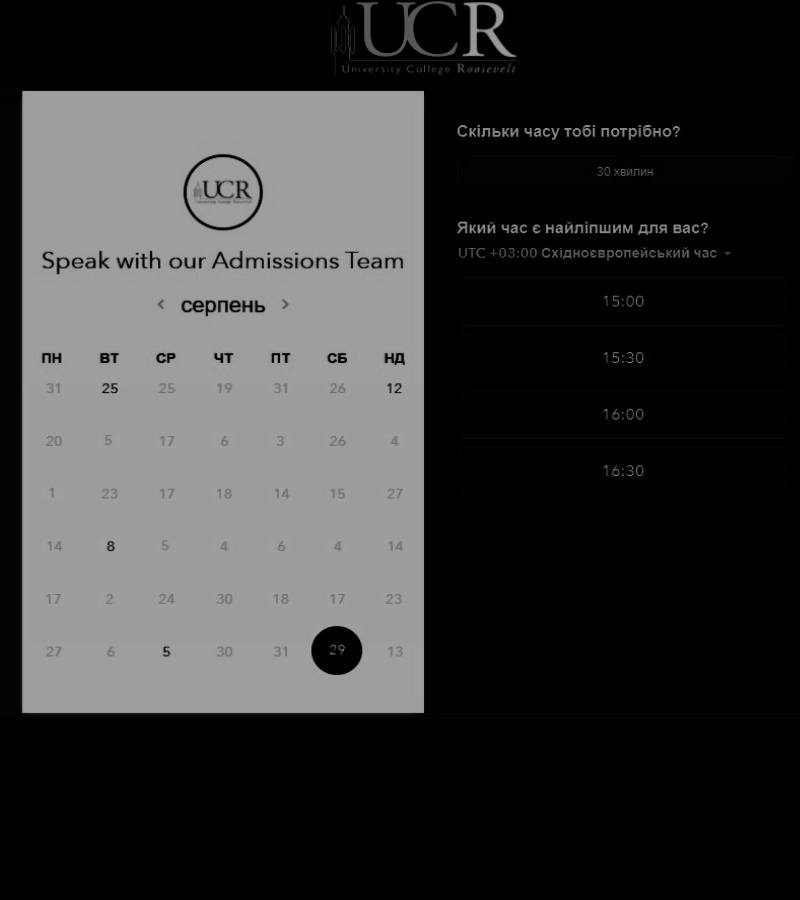 UCR
University College Roosevelt
UCR
University College Roosevelt
Speak with our Admissions Team
серпень
ПН ВТ СР ЧТ ПТ СБ НД
31 25 25 19 31 26 12
20 5 17 6 3 26 4
1 23 17 18 14 15 27
14 8 5 4 6 4 14
17 2 24 30 18 17 23
27 6 5 30 31 29 13
Скільки часу тобі потрібно?
30 хвилин
Який час є найліпшим для вас?
UTC +03:00 Східноєвропейський час
15:00
15:30
16:00
16:30